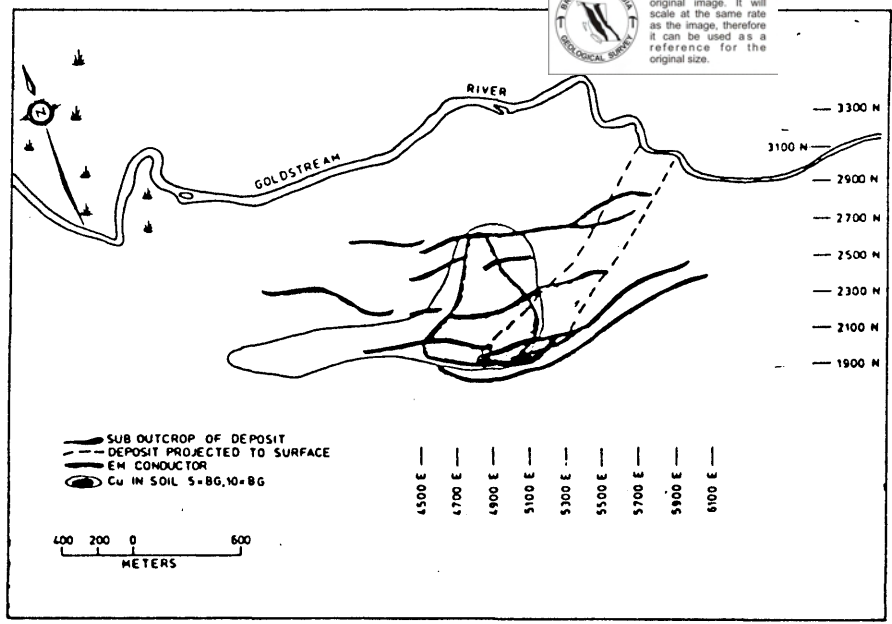 original image. It will
scale at the same rate
as the image, therefore
it can be used as a
reference for the
original size.
GEOLOGICAL SURVEY
N
RIVER
GOLDSTREAM
3300 N
3100 N
2900 N
2700 N
2500 N
2300 N
2100 N
1900 N
SUB OUTCROP OF DEPOSIT
DEPOSIT PROJECTED TO SURFACE
EM CONDUCTOR
Cu IN SOIL 5×BG, 10×BG
4500 E
4700 E
4900 E
5100 E
5300 E
5500 E
5700 E
5900 E
6100 E
400 200 0 600
METERS